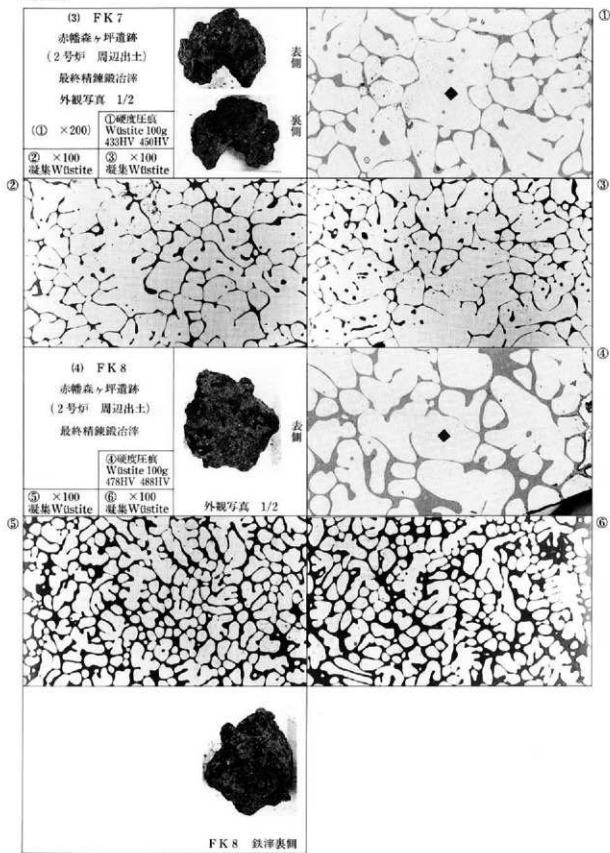 (3) FK7
赤幡森ヶ坪遺跡
(2号炉 周辺出土)
最終精錬鍛冶滓
外観写真 1/2
(① ×200)
①硬度圧痕
Wüstite 100g
433HV 450HV
② ×100
凝集Wüstite
③ ×100
凝集Wüstite
表側
裏側
①
②
③
(4) FK8
赤幡森ヶ坪遺跡
(2号炉 周辺出土)
最終精錬鍛冶滓
④硬度圧痕
Wüstite 100g
478HV 488HV
⑤ ×100
凝集Wüstite
⑥ ×100
凝集Wüstite
表側
外観写真 1/2
④
⑤
⑥
FK8 鉄滓裏側